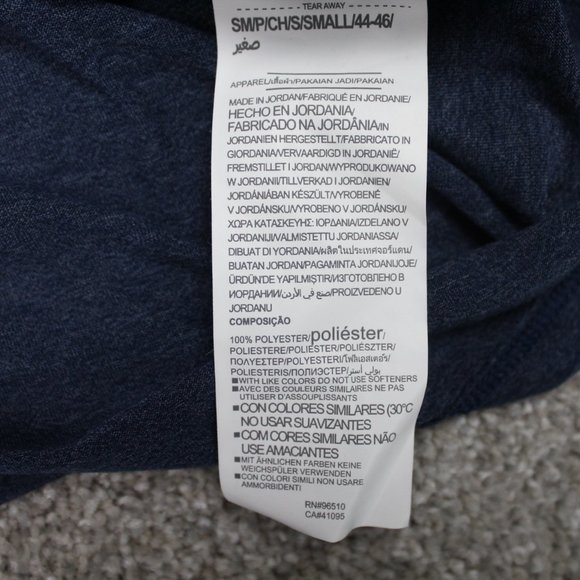 TEAR AWAY
SM/P/CH/S/SMALL/44-46/
صغير
APPAREL/เสื้อผ้า/PAKAIAN JADI/PAKAIAN
MADE IN JORDAN/FABRIQUÉ EN JORDANIE/
HECHO EN JORDANIA/
FABRICADO NA JORDÂNIA/IN
JORDANIEN HERGESTELLT/FABBRICATO IN
GIORDANIA/VERVAARDIGD IN JORDANIË/
FREMSTILLET I JORDAN/WYPRODUKOWANO
W JORDANII/TILLVERKAD I JORDANIEN/
JORDÁNIÁBAN KÉSZÜLT/VYROBENÉ
V JORDÁNSKU/VYROBENO V JORDÁNSKU/
ΧΩΡΑ ΚΑΤΑΣΚΕΥΗΣ: ΙΟΡΔΑΝΙΑ/IZDELANO V
JORDANIJI/VALMISTETTU JORDANIASSA/
DIBUAT DI YORDANIA/ผลิตในประเทศจอร์แดน/
BUATAN JORDAN/PAGAMINTA JORDANIJOJE/
ÜRDÜN'DE YAPILMIŞTIR/ИЗГОТОВЛЕНО В
ИОРДАНИИ/صنع في الأردن/PROIZVEDENO U
JORDANU
COMPOSIÇÃO
100% POLYESTER/poliéster/
POLIESTERE/POLIESTER/POLIÉSZTER/
ΠΟΛΥΕΣΤΕΡ/POLYESTER/โพลีเอสเตอร์/
POLIESTERIS/ПОЛИЭСТЕР/بولي أستر/
■WITH LIKE COLORS DO NOT USE SOFTENERS
■AVEC DES COULEURS SIMILAIRES NE PAS
UTILISER D'ASSOUPLISSANTS
■CON COLORES SIMILARES (30°C
NO USAR SUAVIZANTES
■COM CORES SIMILARES NÃO
USE AMACIANTES
■MIT ÄHNLICHEN FARBEN KEINE
WEICHSPÜLER VERWENDEN
■CON COLORI SIMILI NON USARE
AMMORBIDENTI
RN#96510
CA#41095